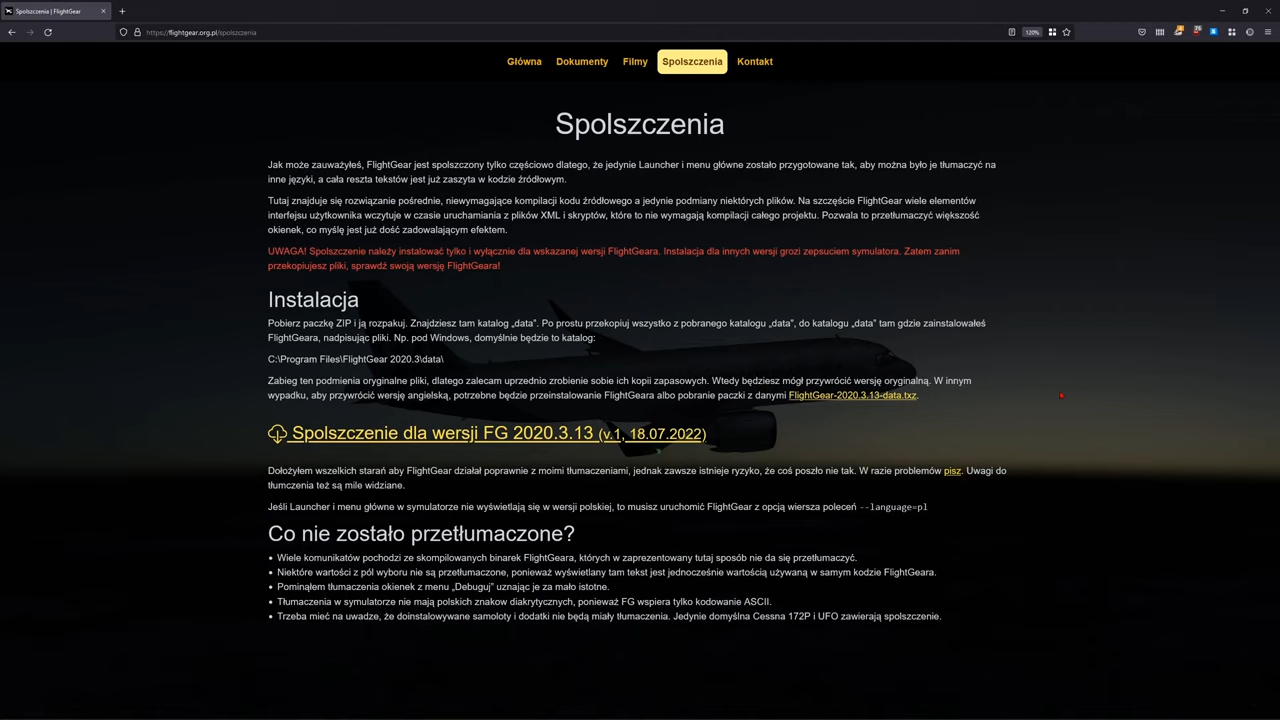 Spolszczenia | FlightGear
https://flightgear.org.pl/spolszczenia
120%
Główna Dokumenty Filmy Spolszczenia Kontakt
Spolszczenia
Jak może zauważyłeś, FlightGear jest spolszczony tylko częściowo dlatego, że jedynie Launcher i menu główne zostało przygotowane tak, aby można było je tłumaczyć na
inne języki, a cała reszta tekstów jest już zaszyta w kodzie źródłowym.
Tutaj znajduje się rozwiązanie pośrednie, niewymagające kompilacji kodu źródłowego a jedynie podmiany niektórych plików. Na szczęście FlightGear wiele elementów
interfejsu użytkownika wczytuje w czasie uruchamiania z plików XML i skryptów, które to nie wymagają kompilacji całego projektu. Pozwala to przetłumaczyć większość
okienek, co myślę jest już dość zadowalającym efektem.
UWAGA! Spolszczenie należy instalować tylko i wyłącznie dla wskazanej wersji FlightGeara. Instalacja dla innych wersji grozi zepsuciem symulatora. Zatem zanim
przekopiujesz pliki, sprawdź swoją wersję FlightGeara!
Instalacja
Pobierz paczkę ZIP i ją rozpakuj. Znajdziesz tam katalog „data”. Po prostu przekopiuj wszystko z pobranego katalogu „data”, do katalogu „data” tam gdzie zainstalowałeś
FlightGeara, nadpisując pliki. Np. pod Windows, domyślnie będzie to katalog:
C:\Program Files\FlightGear 2020.3\data\
Zabieg ten podmienia oryginalne pliki, dlatego zalecam uprzednio zrobienie sobie ich kopii zapasowych. Wtedy będziesz mógł przywrócić wersję oryginalną. W innym
wypadku, aby przywrócić wersję angielską, potrzebne będzie przeinstalowanie FlightGeara albo pobranie paczki z danymi FlightGear-2020.3.13-data.txz.
Spolszczenie dla wersji FG 2020.3.13 (v.1, 18.07.2022)
Dołożyłem wszelkich starań aby FlightGear działał poprawnie z moimi tłumaczeniami, jednak zawsze istnieje ryzyko, że coś poszło nie tak. W razie problemów pisz. Uwagi do
tłumczenia też są mile widziane.
Jeśli Launcher i menu główne w symulatorze nie wyświetlają się w wersji polskiej, to musisz uruchomić FlightGear z opcją wiersza poleceń --language=pl
Co nie zostało przetłumaczone?
• Wiele komunikatów pochodzi ze skompilowanych binarek FlightGeara, których w zaprezentowany tutaj sposób nie da się przetłumaczyć.
• Niektóre wartości z pól wyboru nie są przetłumaczone, ponieważ wyświetlany tam tekst jest jednocześnie wartością używaną w samym kodzie FlightGeara.
• Pominąłem tłumaczenia okienek z menu „Debuguj” uznając je za mało istotne.
• Tłumaczenia w symulatorze nie mają polskich znakow diakrytycznych, ponieważ FG wspiera tylko kodowanie ASCII.
• Trzeba mieć na uwadze, że doinstalowywane samoloty i dodatki nie będą miały tłumaczenia. Jedynie domyślna Cessna 172P i UFO zawierają spolszczenie.